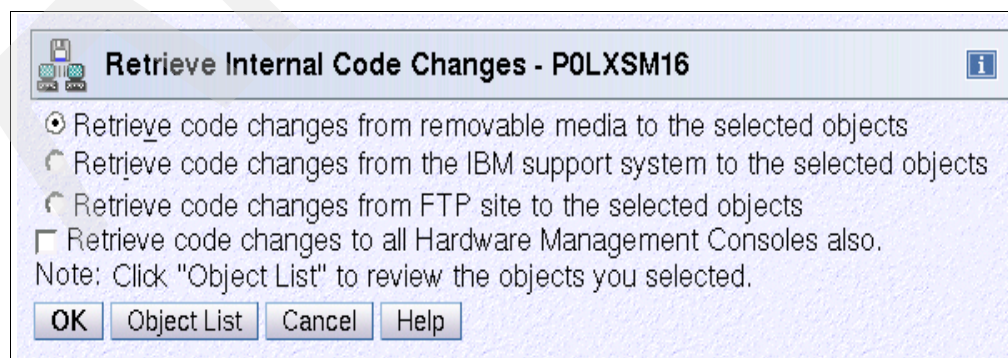 Retrieve Internal Code Changes - P0LXSM16
i
Retrieve code changes from removable media to the selected objects
Retrieve code changes from the IBM support system to the selected objects
Retrieve code changes from FTP site to the selected objects
Retrieve code changes to all Hardware Management Consoles also.
Note: Click "Object List" to review the objects you selected.
OK Object List Cancel Help